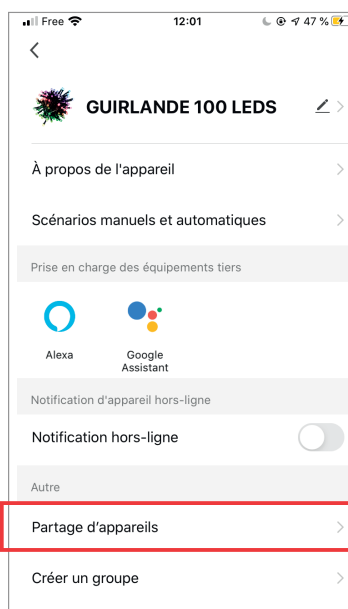 Free 12:01 47 %
GUIRLANDE 100 LEDS
À propos de l'appareil
Scénarios manuels et automatiques
Prise en charge des équipements tiers
Alexa
Google
Assistant
Notification d'appareil hors-ligne
Notification hors-ligne
Autre
Partage d’appareils
Créer un groupe